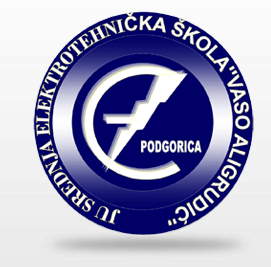 JU SREDNJA ELEKTROTEHNIČKA ŠKOLA"VASO ALIGRUDIĆ"
PODGORICA